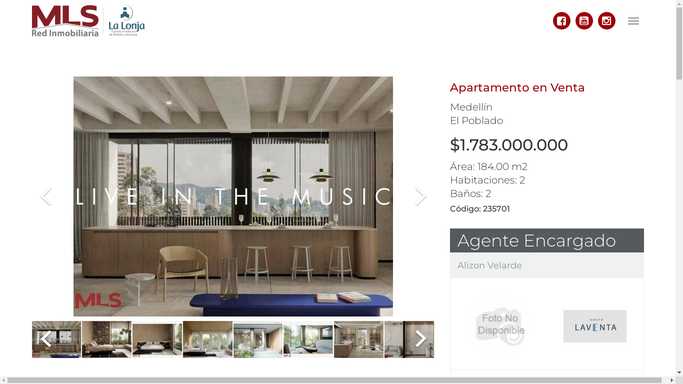 MLS
Red Inmobiliaria
La Lonja
Apartamento en Venta
Medellín
El Poblado
$1.783.000.000
Área: 184.00 m2
Habitaciones: 2
Baños: 2
Código: 235701
LIVE IN THE MUSIC
MLS
Agente Encargado
Alizon Velarde
Foto No
Disponible
LAVENTA